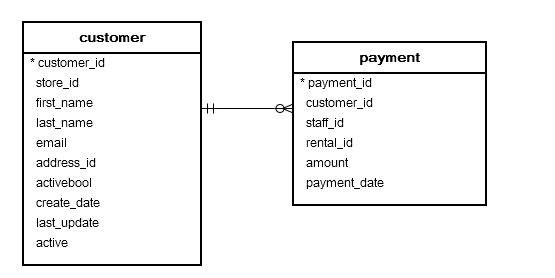 customer
* customer_id
store_id
first_name
last_name
email
address_id
activebool
create_date
last_update
active
payment
* payment_id
customer_id
staff_id
rental_id
amount
payment_date